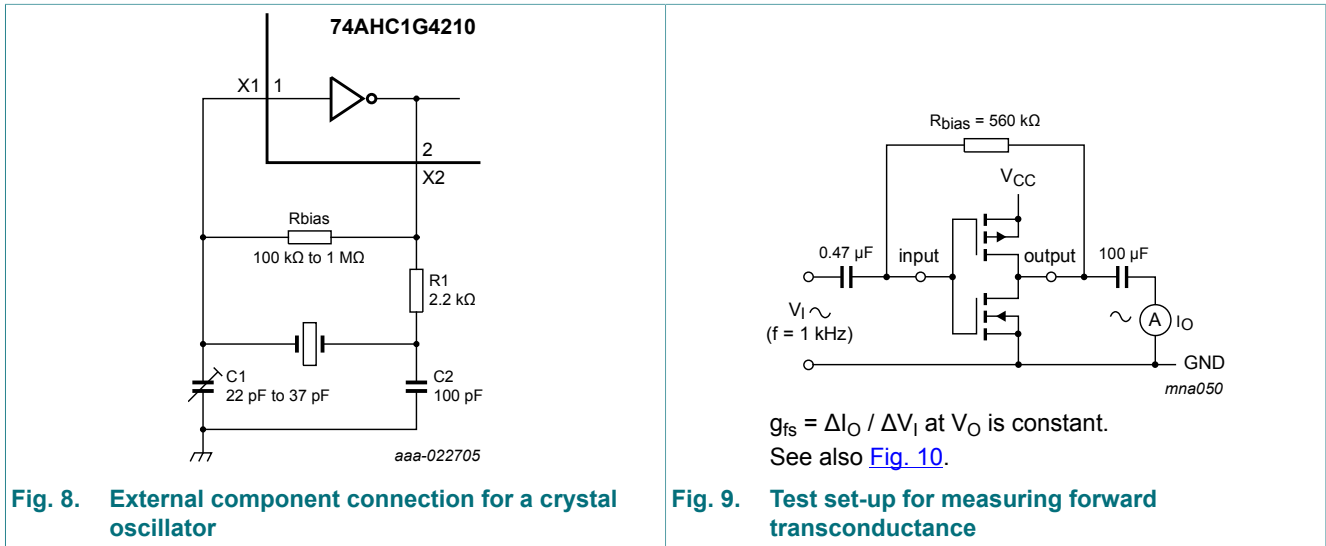 74AHC1G4210
X1 1
2
X2
Rbias
100 kΩ to 1 MΩ
R1
2.2 kΩ
C1
22 pF to 37 pF
C2
100 pF
aaa-022705
Fig. 8. External component connection for a crystal
oscillator
Rbias = 560 kΩ
VCC
0.47 µF
input
output
100 µF
VI ~
(f = 1 kHz)
~ A IO
GND
mna050
gfs = ΔIO / ΔVI at VO is constant.
See also Fig. 10.
Fig. 9. Test set-up for measuring forward
transconductance